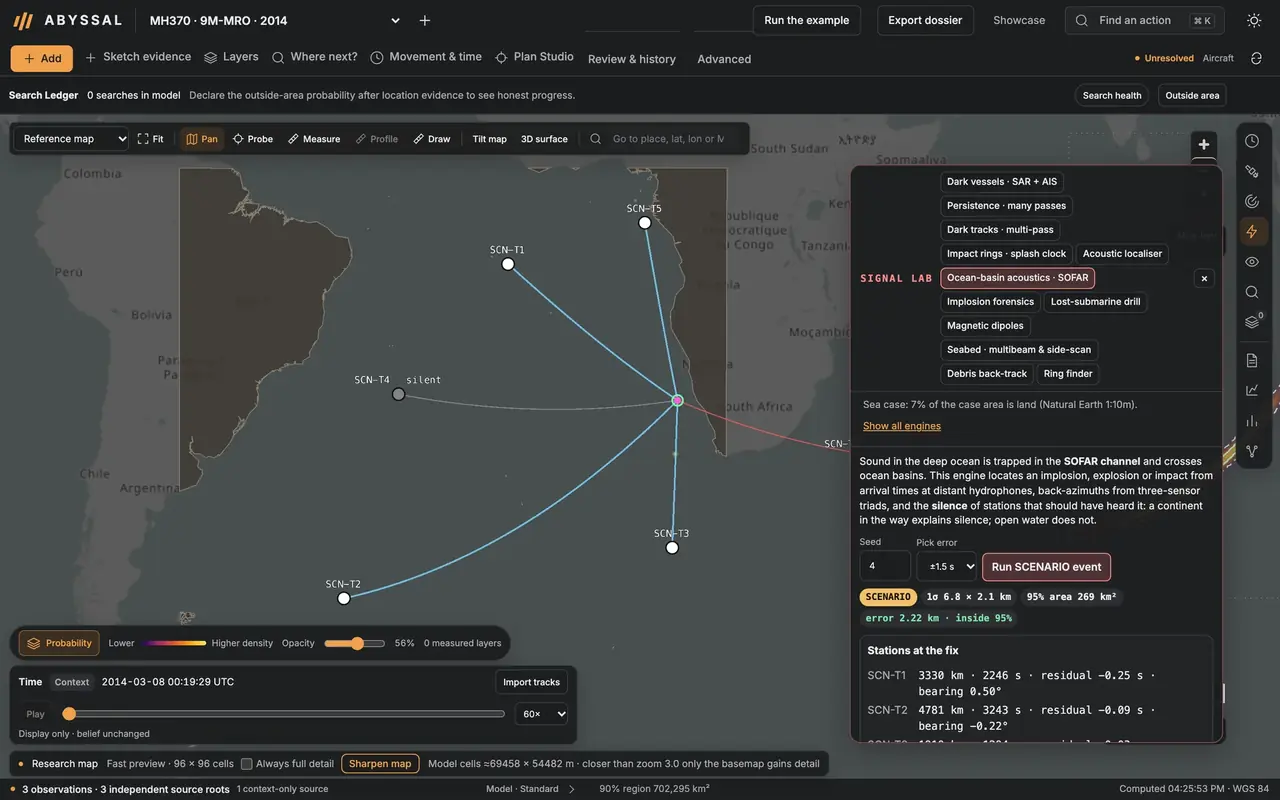 ABYSSAL
MH370 · 9M-MRO · 2014
Run the example
Export dossier
Showcase
Find an action
⌘ K
Add
Sketch evidence
Layers
Where next?
Movement & time
Plan Studio
Review & history
Advanced
Unresolved
Aircraft
Search Ledger
0 searches in model
Declare the outside-area probability after location evidence to see honest progress.
Search health
Outside area
Reference map
Fit
Pan
Probe
Measure
Profile
Draw
Tilt map
3D surface
Go to place, lat, lon or M
South Sudan
Soomaaliya
Colombia
Perú
Bolivia
Chile
Argentina
Tanzan
Moçambiq
outh Africa
SCN-T5
SCN-T1
SCN-T4
silent
SCN-T3
SCN-T2
Dark vessels · SAR + AIS
Persistence · many passes
Dark tracks · multi-pass
Impact rings · splash clock
Acoustic localiser
SIGNAL LAB
Ocean-basin acoustics · SOFAR
×
Implosion forensics
Lost-submarine drill
Magnetic dipoles
Seabed · multibeam & side-scan
Debris back-track
Ring finder
Sea case: 7% of the case area is land (Natural Earth 1:10m).
Show all engines
Sound in the deep ocean is trapped in the SOFAR channel and crosses
ocean basins. This engine locates an implosion, explosion or impact from
arrival times at distant hydrophones, back-azimuths from three-sensor
triads, and the silence of stations that should have heard it: a continent
in the way explains silence; open water does not.
Seed
Pick error
4
±1.5 s
Run SCENARIO event
SCENARIO
1σ 6.8 × 2.1 km
95% area 269 km²
error 2.22 km · inside 95%
Stations at the fix
SCN-T1 3330 km · 2246 s · residual −0.25 s ·
bearing 0.50°
SCN-T2 4781 km · 3243 s · residual −0.09 s ·
bearing −0.22°
Probability
Lower
Higher density
Opacity
56%
0 measured layers
Time
Context
2014-03-08 00:19:29 UTC
Import tracks
Play
60×
Display only · belief unchanged
Research map
Fast preview · 96 × 96 cells
Always full detail
Sharpen map
Model cells ≈69458 × 54482 m · closer than zoom 3.0 only the basemap gains detail
3 observations · 3 independent source roots
1 context-only source
Model · Standard
90% region 702,295 km²
Computed 04:25:53 PM · WGS 84
0